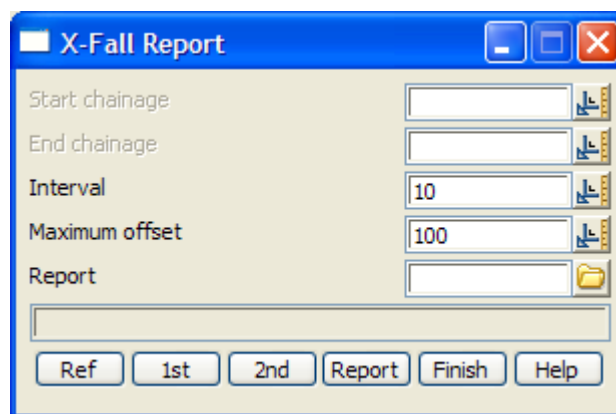 X-Fall Report
Start chainage
End chainage
Interval 10
Maximum offset 100
Report
Ref 1st 2nd Report Finish Help